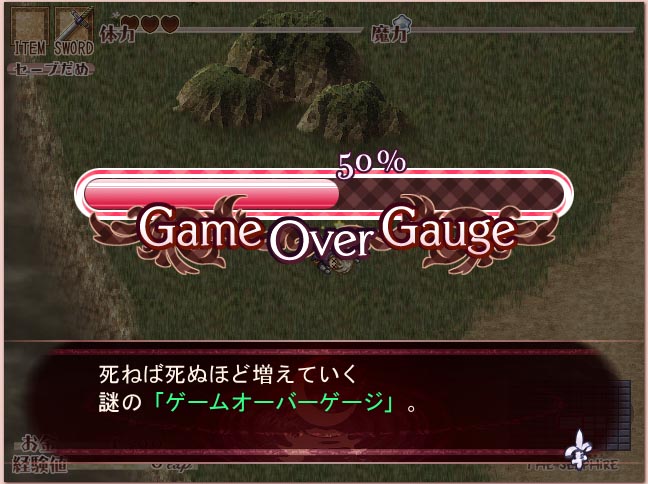 ITEM SWORD 体力 魔力
セーブだめ
50%
Game Over Gauge
死ねば死ぬほど増えていく
謎の「ゲームオーバーゲージ」。
お金
経験値